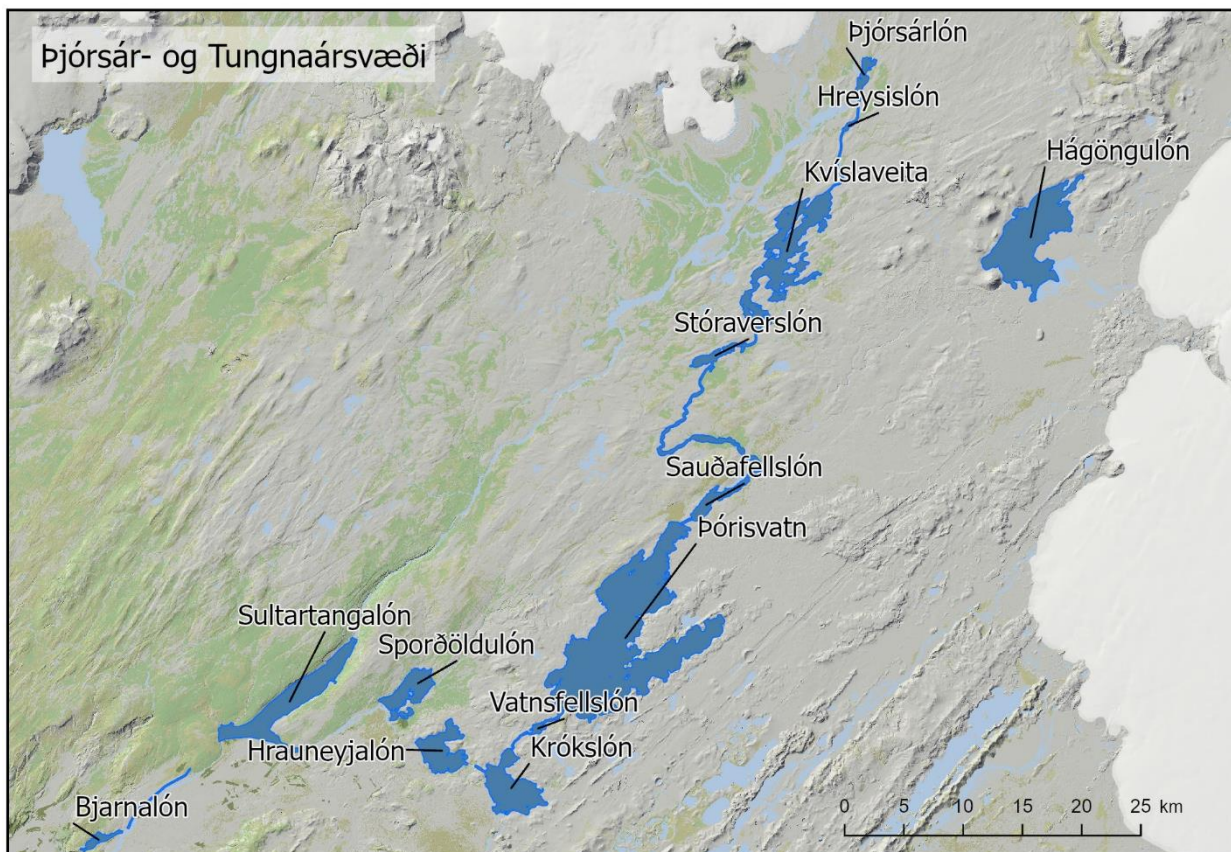 Þjórsár- og Tungnaársvæði
Þjórsárlón
Hreysislón
Hágöngulón
Kvíslaveita
Stóraverslón
Sauðafellslón
Þórisvatn
Sultartangalón
Sporðöldulón
Vatnsfellslón
Hrauneyjalón
Krókslón
Bjarnalón
0 5 10 15 20 25 km